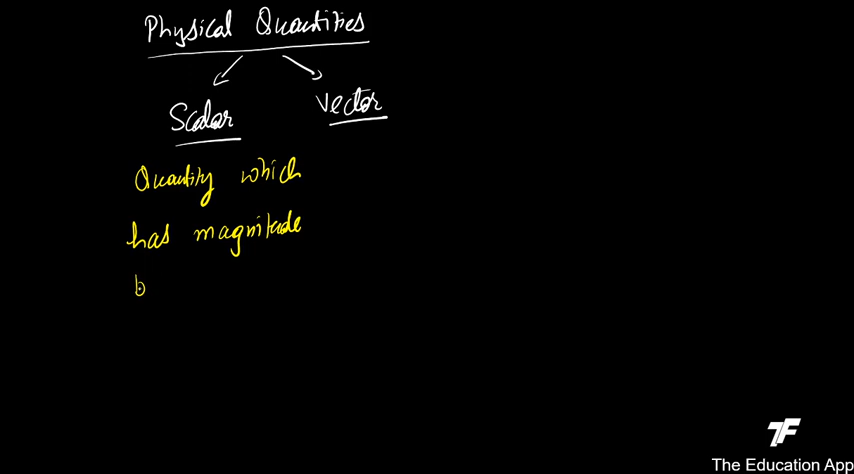 Physical Quantities
Scalar
Vector
Quantity which
has magnitude
b
The Education App